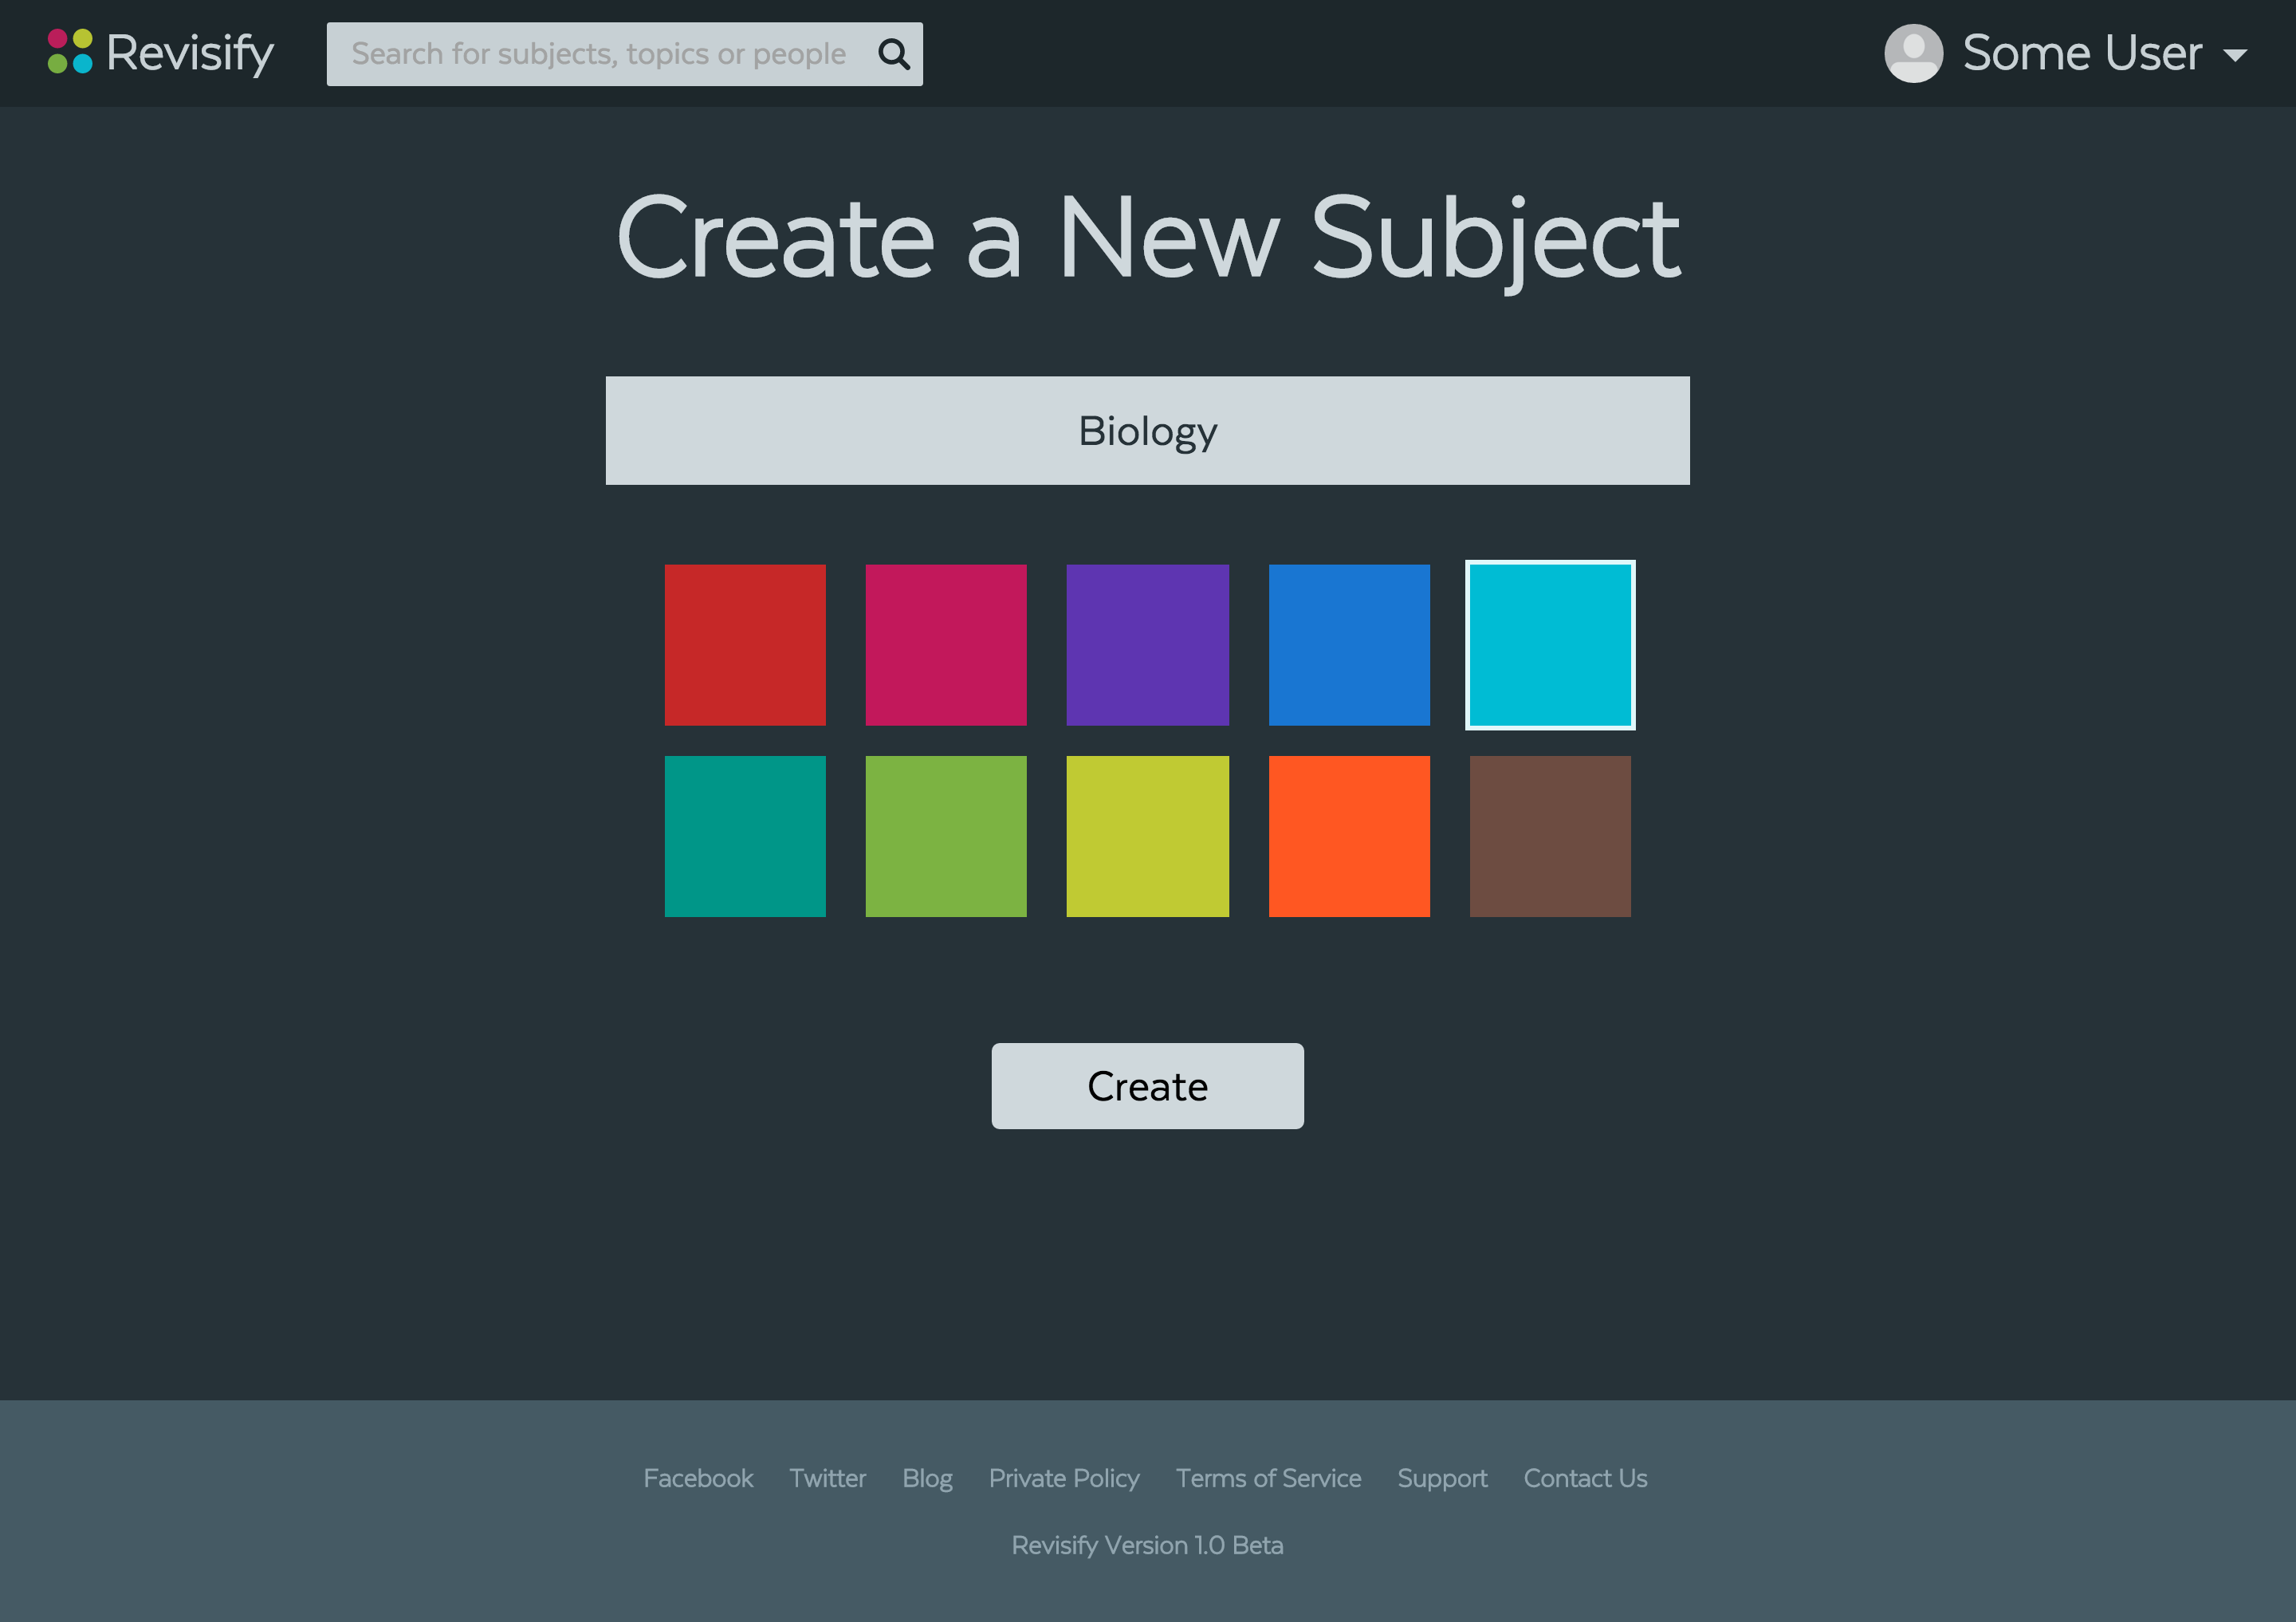 Revisify
Search for subjects, topics or people
Some User
Create a New Subject
Biology
Create
Facebook Twitter Blog Private Policy Terms of Service Support Contact Us
Revisify Version 1.0 Beta